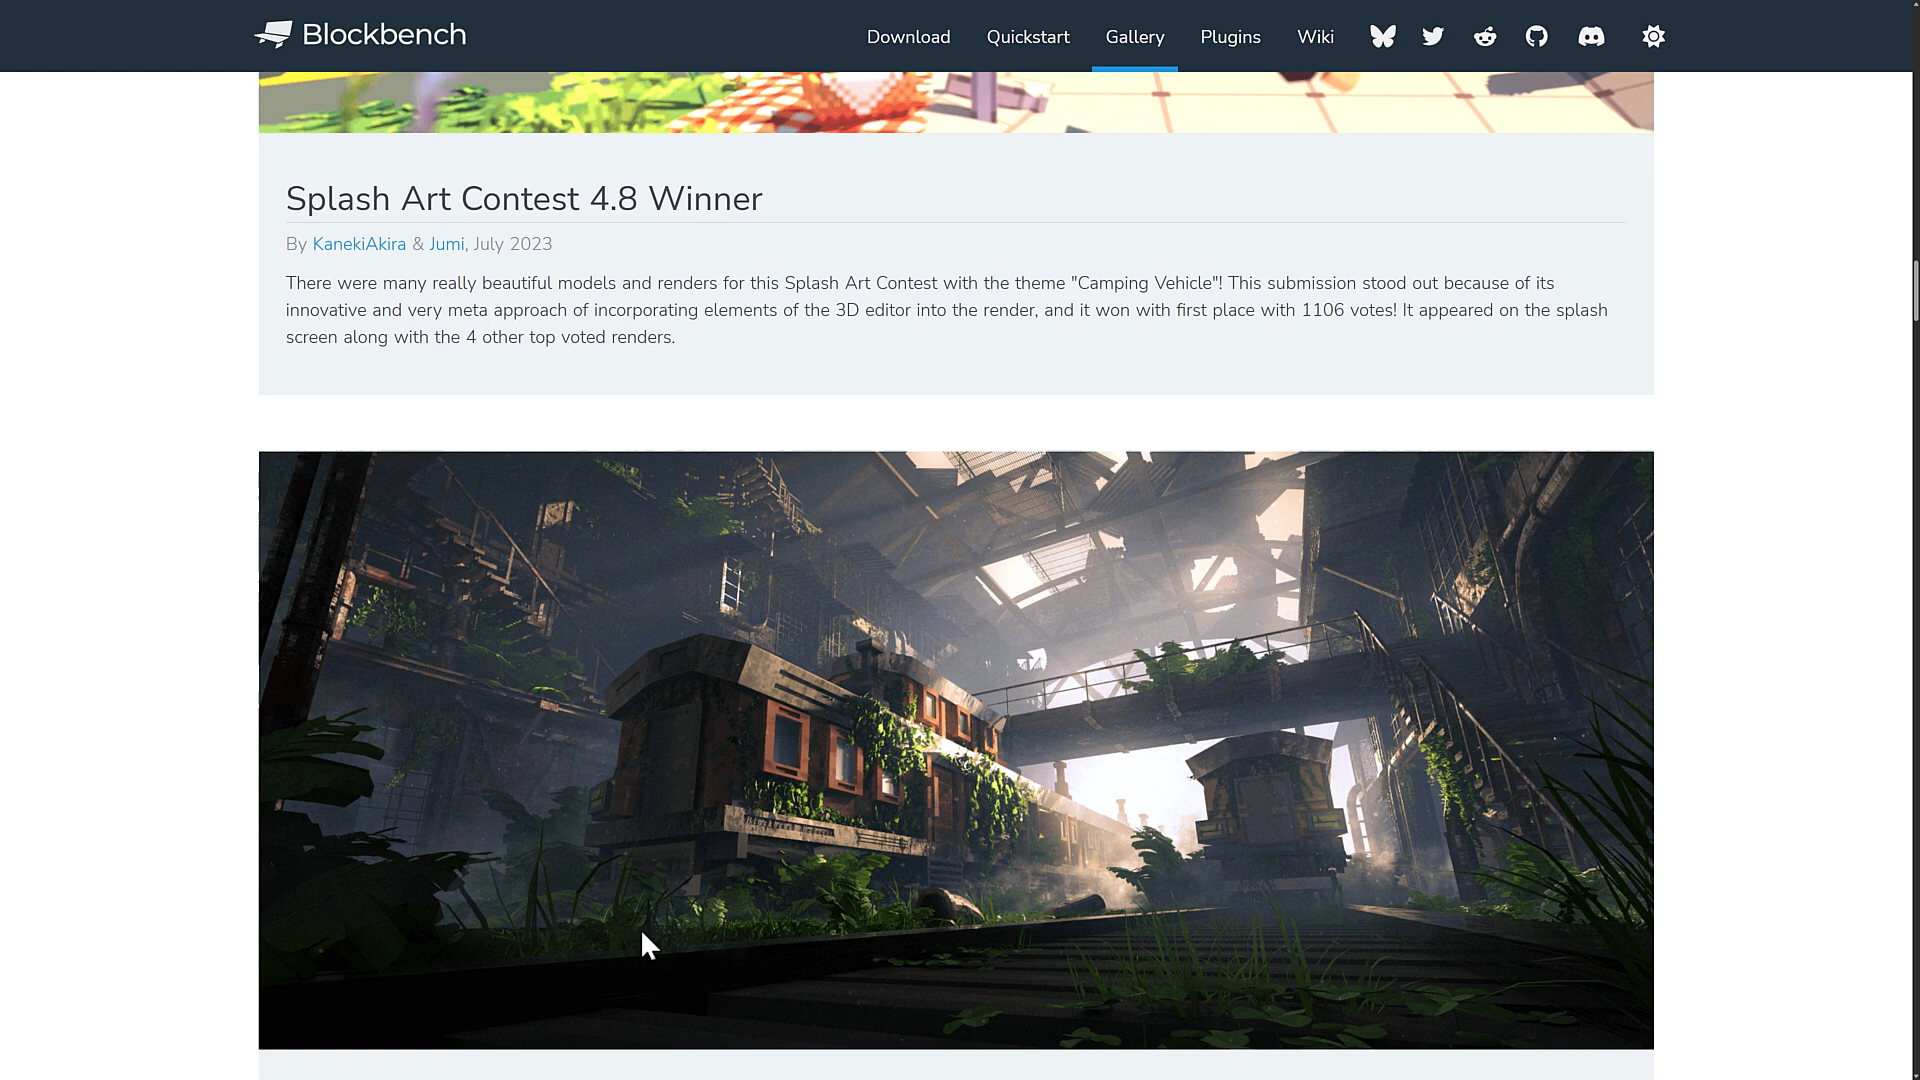 Blockbench
Download Quickstart Gallery Plugins Wiki
Splash Art Contest 4.8 Winner
By KanekiAkira & Jumi, July 2023
There were many really beautiful models and renders for this Splash Art Contest with the theme "Camping Vehicle"! This submission stood out because of its
innovative and very meta approach of incorporating elements of the 3D editor into the render, and it won with first place with 1106 votes! It appeared on the splash
screen along with the 4 other top voted renders.